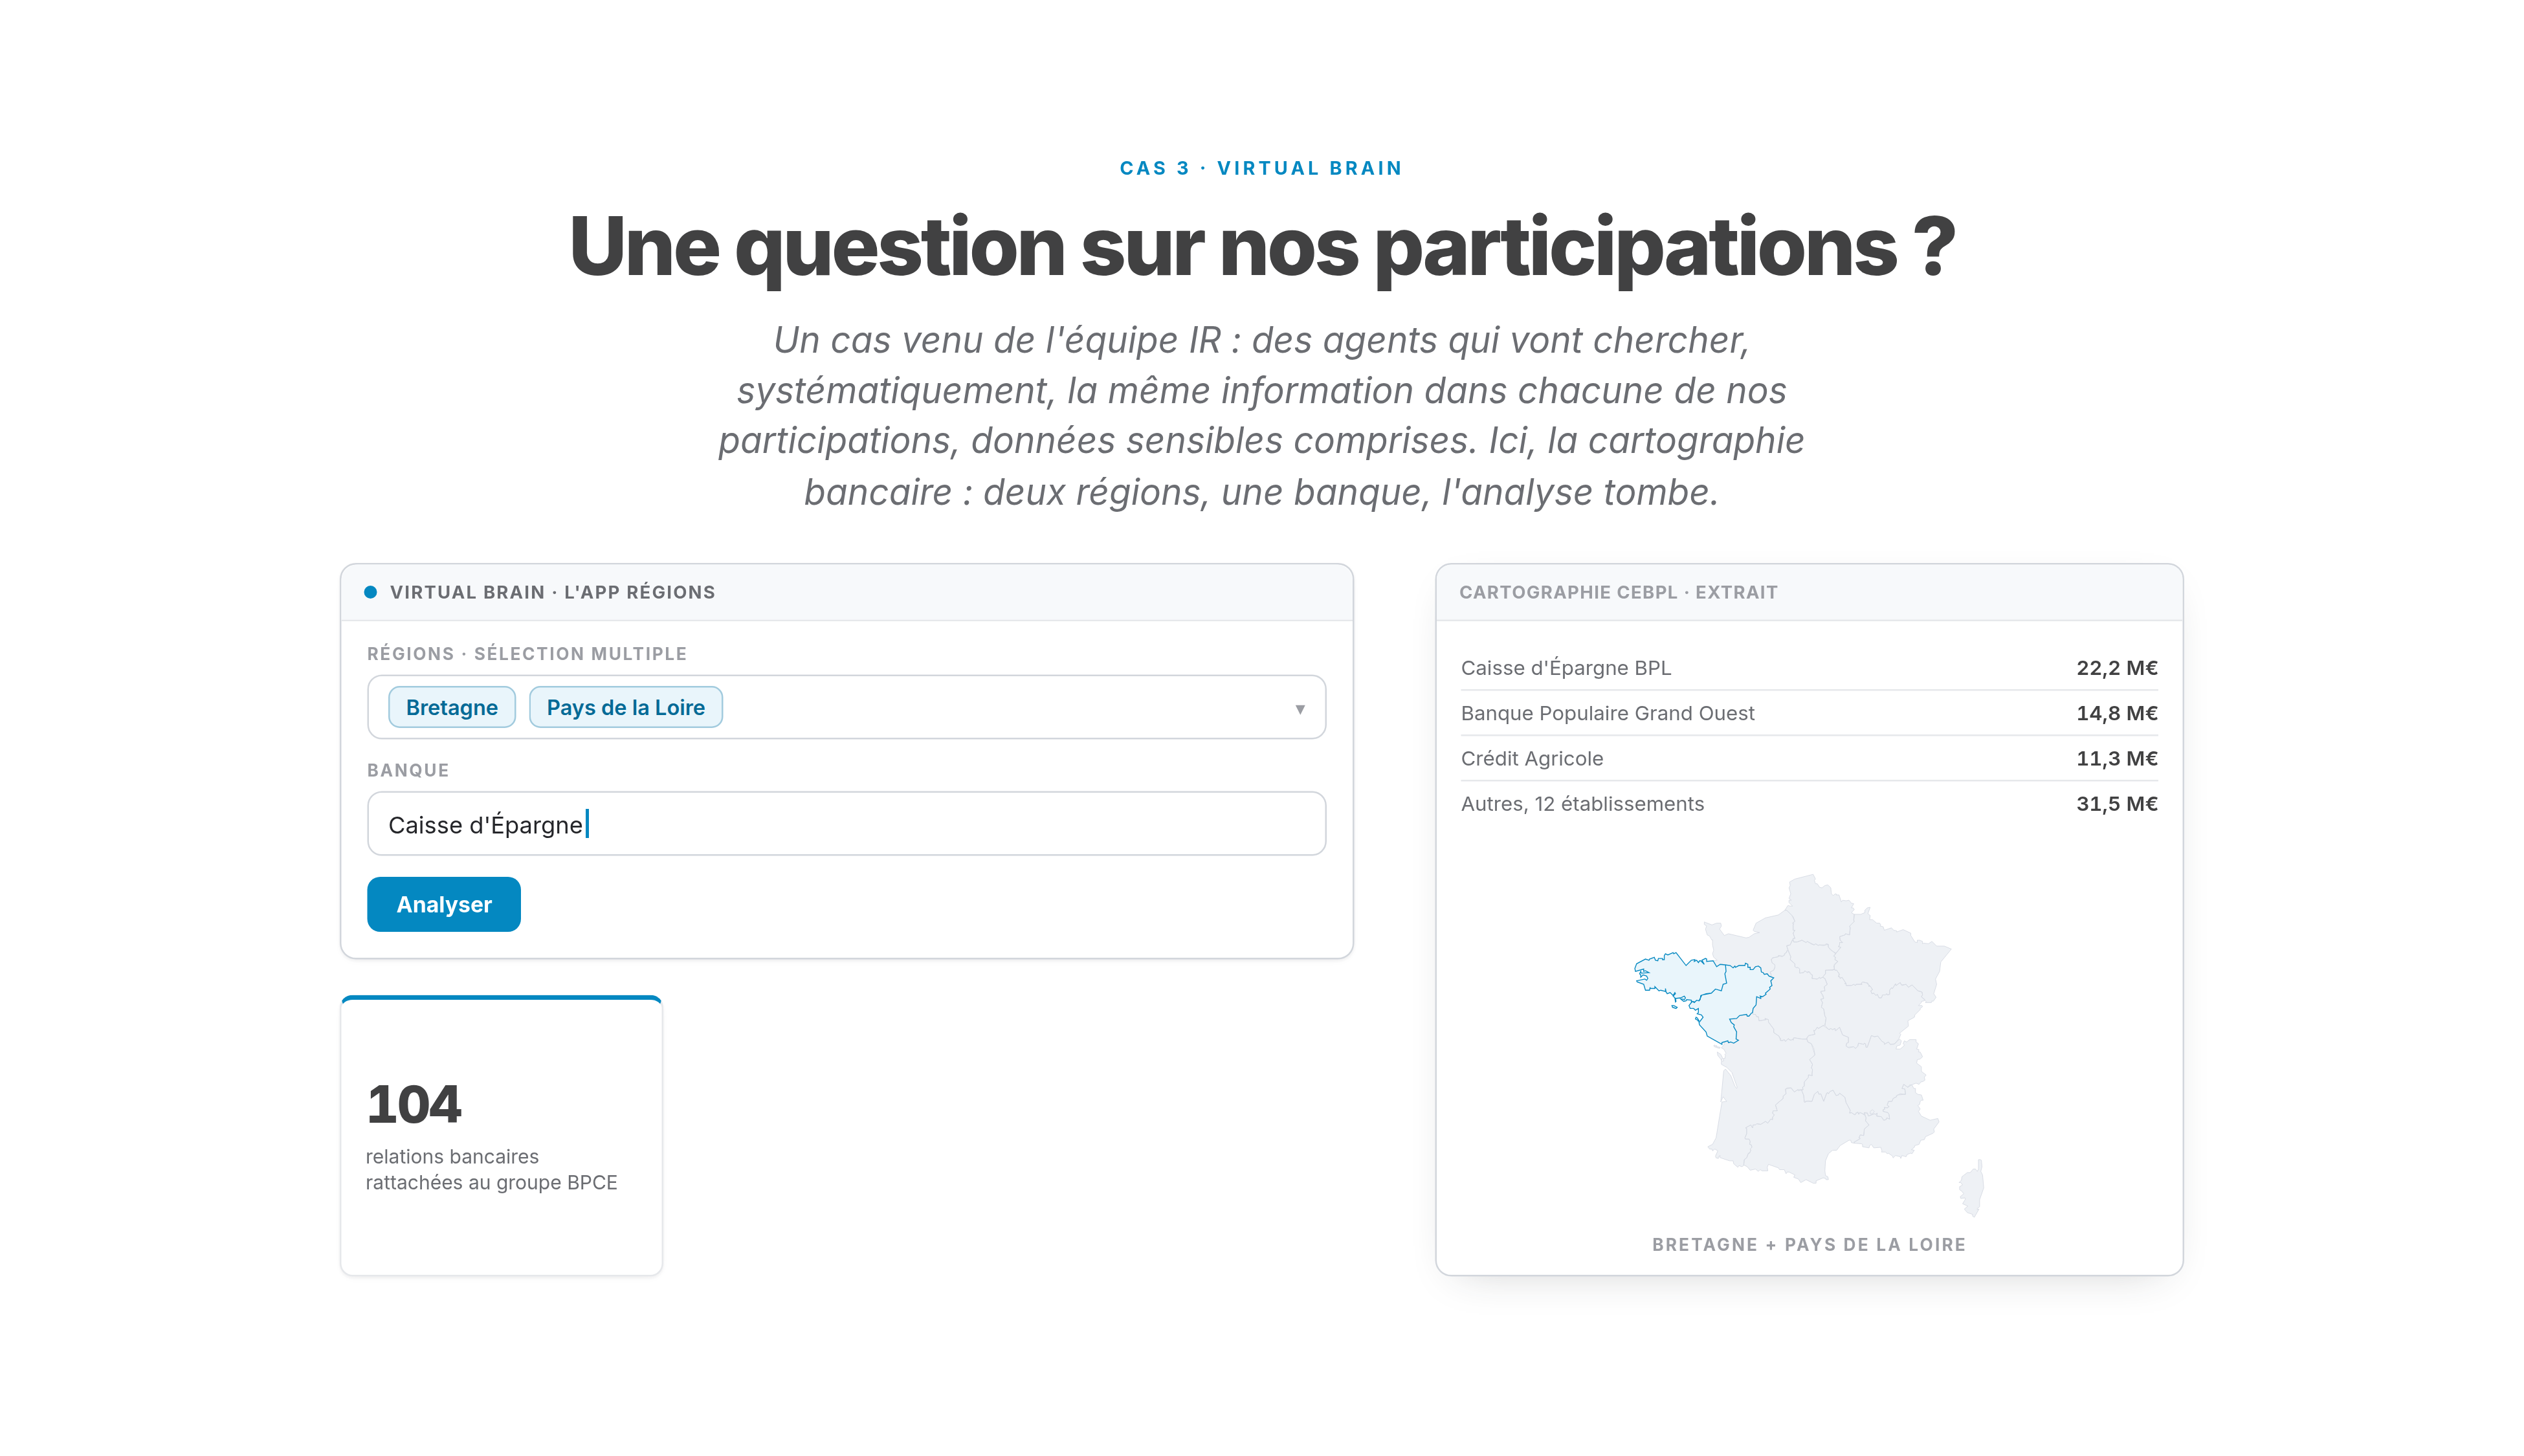 CAS 3 · VIRTUAL BRAIN
Une question sur nos participations ?
Un cas venu de l'équipe IR : des agents qui vont chercher,
systématiquement, la même information dans chacune de nos
participations, données sensibles comprises. Ici, la cartographie
bancaire : deux régions, une banque, l'analyse tombe.
VIRTUAL BRAIN · L'APP RÉGIONS
RÉGIONS · SÉLECTION MULTIPLE
Bretagne Pays de la Loire ▾
BANQUE
Caisse d'Épargne
Analyser
104
relations bancaires
rattachées au groupe BPCE
CARTOGRAPHIE CEBPL · EXTRAIT
Caisse d'Épargne BPL 22,2 M€
Banque Populaire Grand Ouest 14,8 M€
Crédit Agricole 11,3 M€
Autres, 12 établissements 31,5 M€
BRETAGNE + PAYS DE LA LOIRE